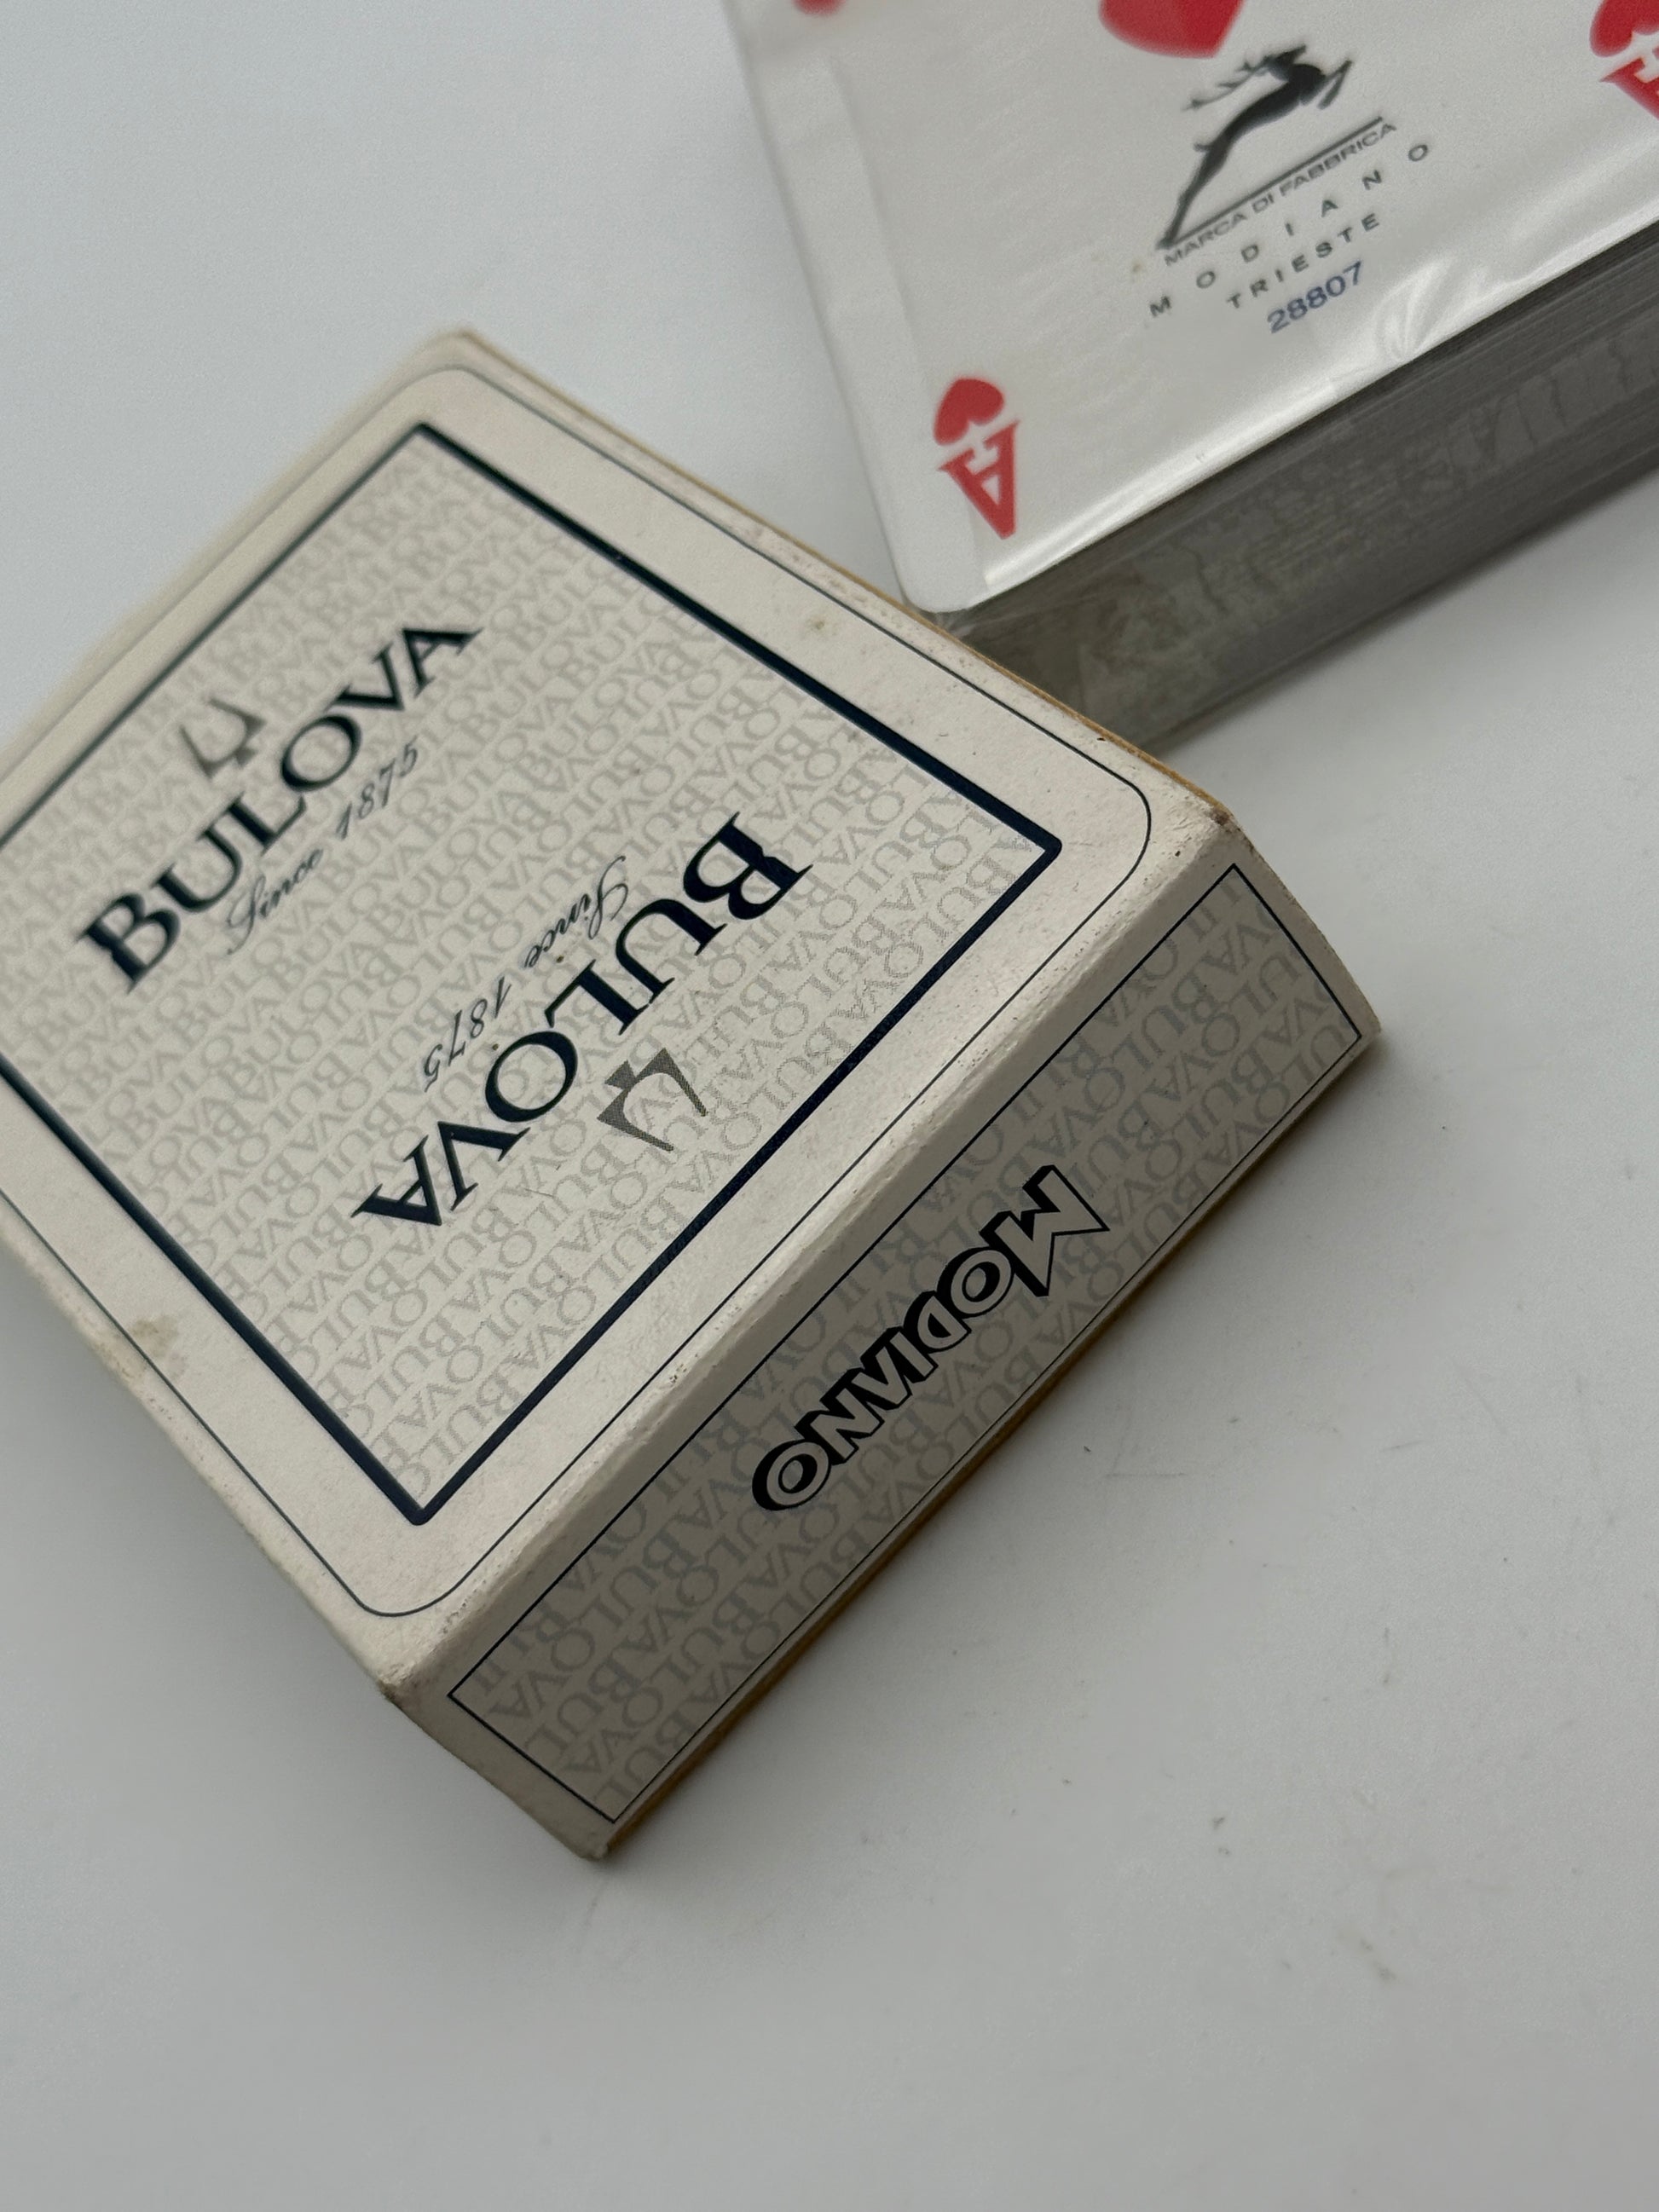 MARCA DI FABBRICA
MODIANO
TRIESTE
28807
A
BULOVA
Since 1875
BULOVA
Since 1875
MODIANO